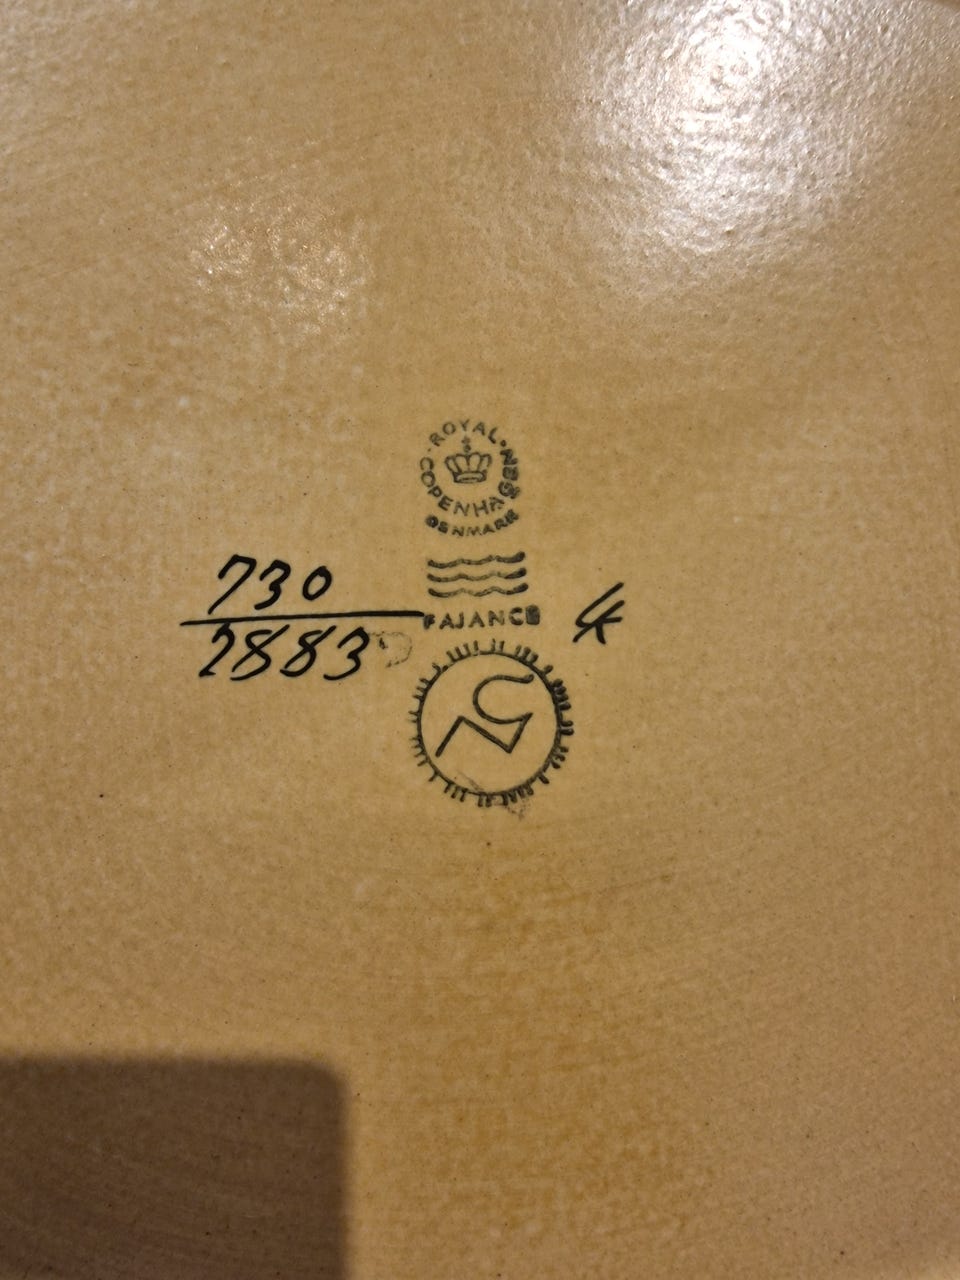 ROYAL COPENHAGEN
DENMARK
730
2883
FAJANCE